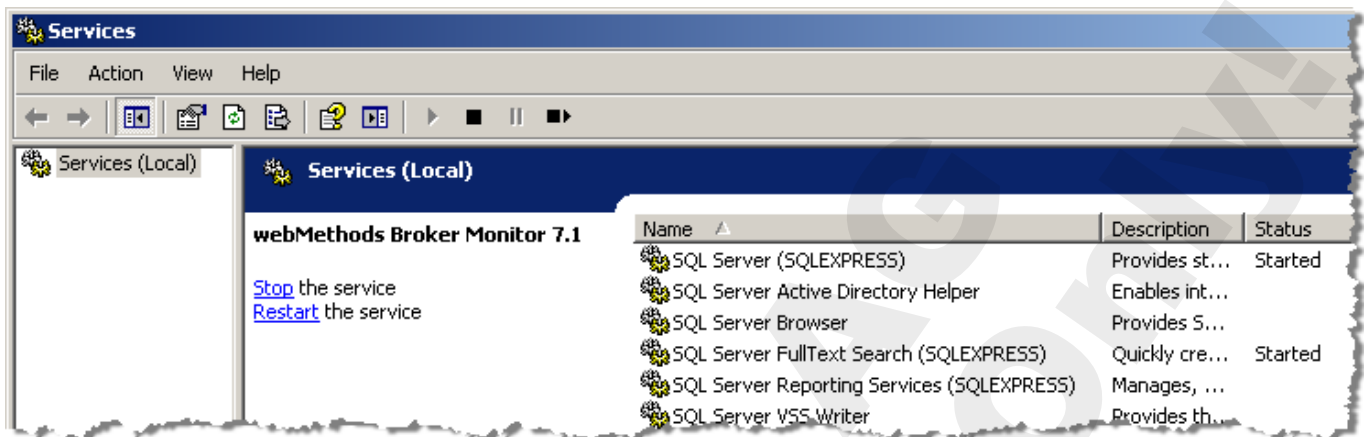 Services
File Action View Help
Services (Local)
Services (Local)
webMethods Broker Monitor 7.1
Stop the service
Restart the service
Name Description Status
SQL Server (SQLEXPRESS) Provides st... Started
SQL Server Active Directory Helper Enables int...
SQL Server Browser Provides S...
SQL Server FullText Search (SQLEXPRESS) Quickly cre... Started
SQL Server Reporting Services (SQLEXPRESS) Manages, ...
SQL Server VSS Writer Provides th...
AG
only!